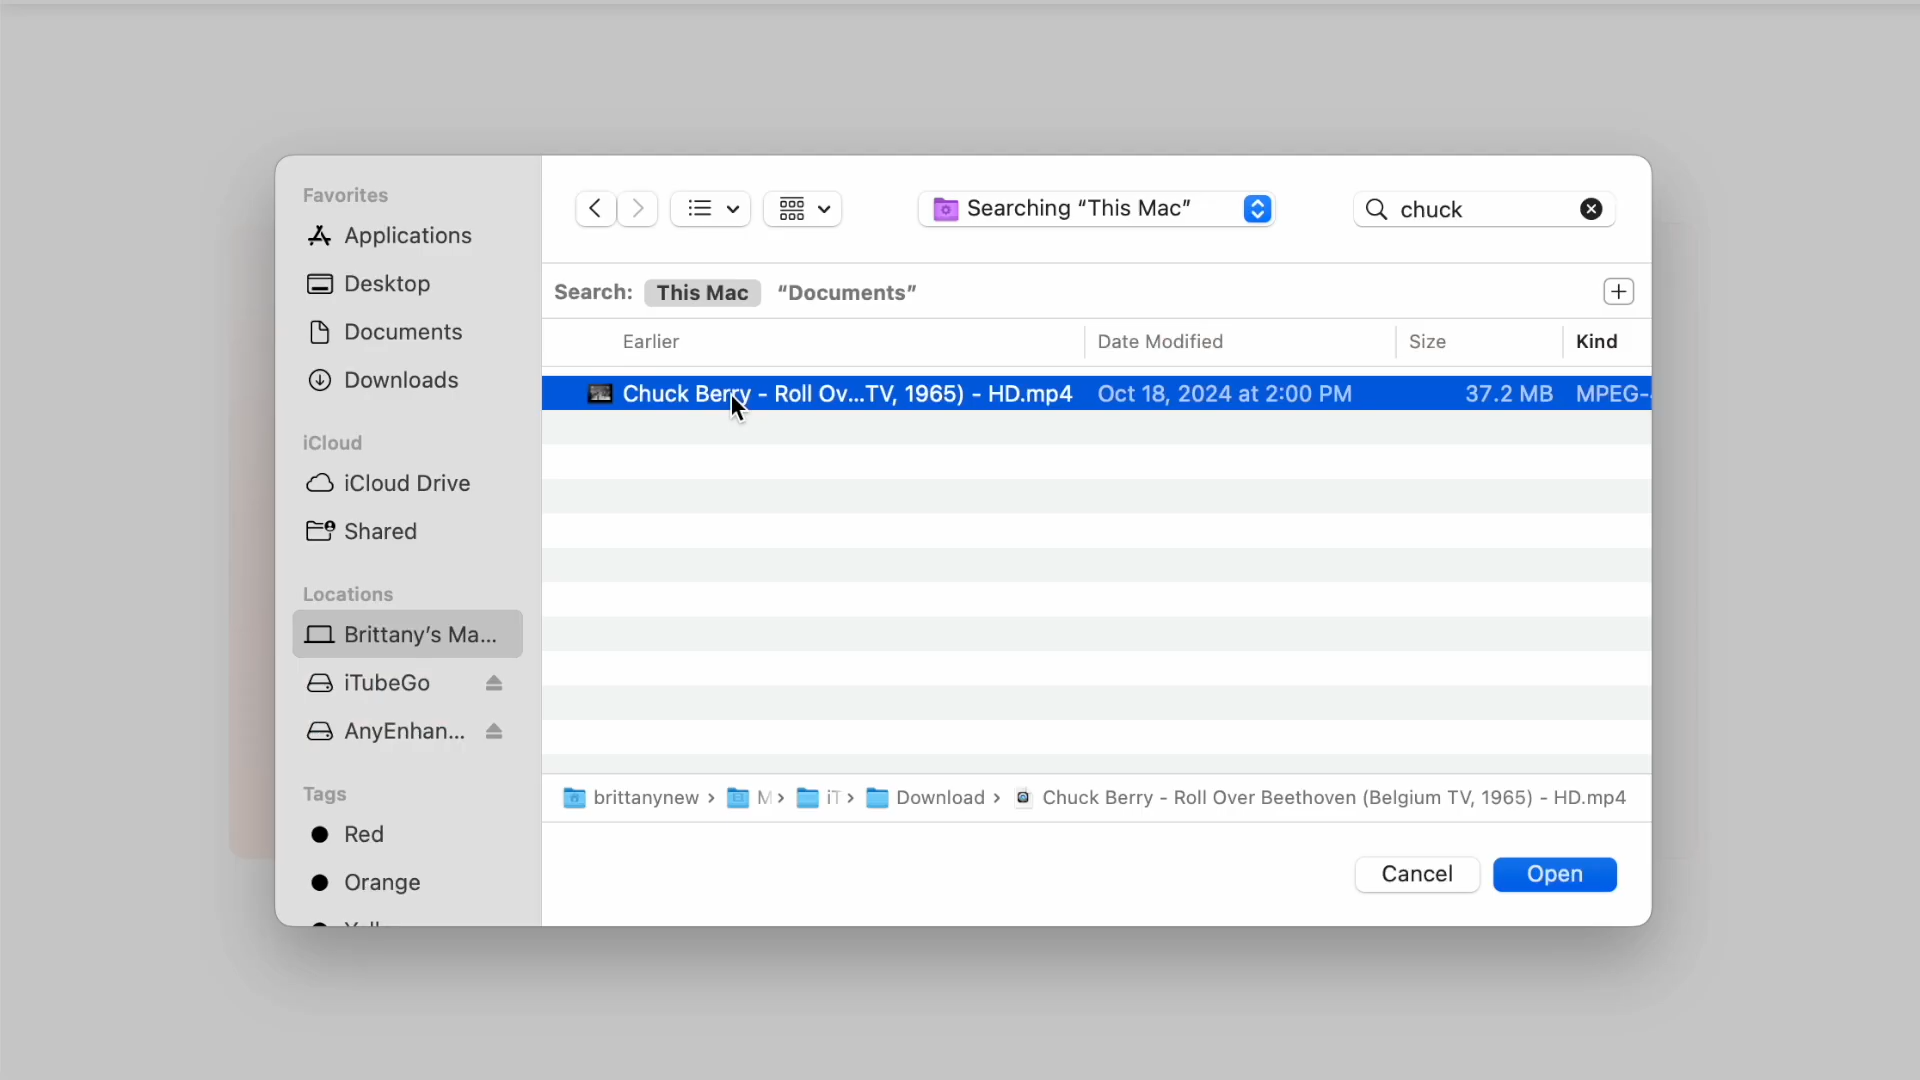 Favorites
Applications
Desktop
Documents
Downloads
iCloud
iCloud Drive
Shared
Locations
Brittany’s Ma...
iTubeGo
AnyEnhan...
Tags
Red
Orange
Searching “This Mac”
chuck
Search: This Mac “Documents”
Earlier Date Modified Size Kind
Chuck Berry - Roll Ov...TV, 1965) - HD.mp4 Oct 18, 2024 at 2:00 PM 37.2 MB MPEG-
brittanynew › M › iT › Download › Chuck Berry - Roll Over Beethoven (Belgium TV, 1965) - HD.mp4
Cancel Open